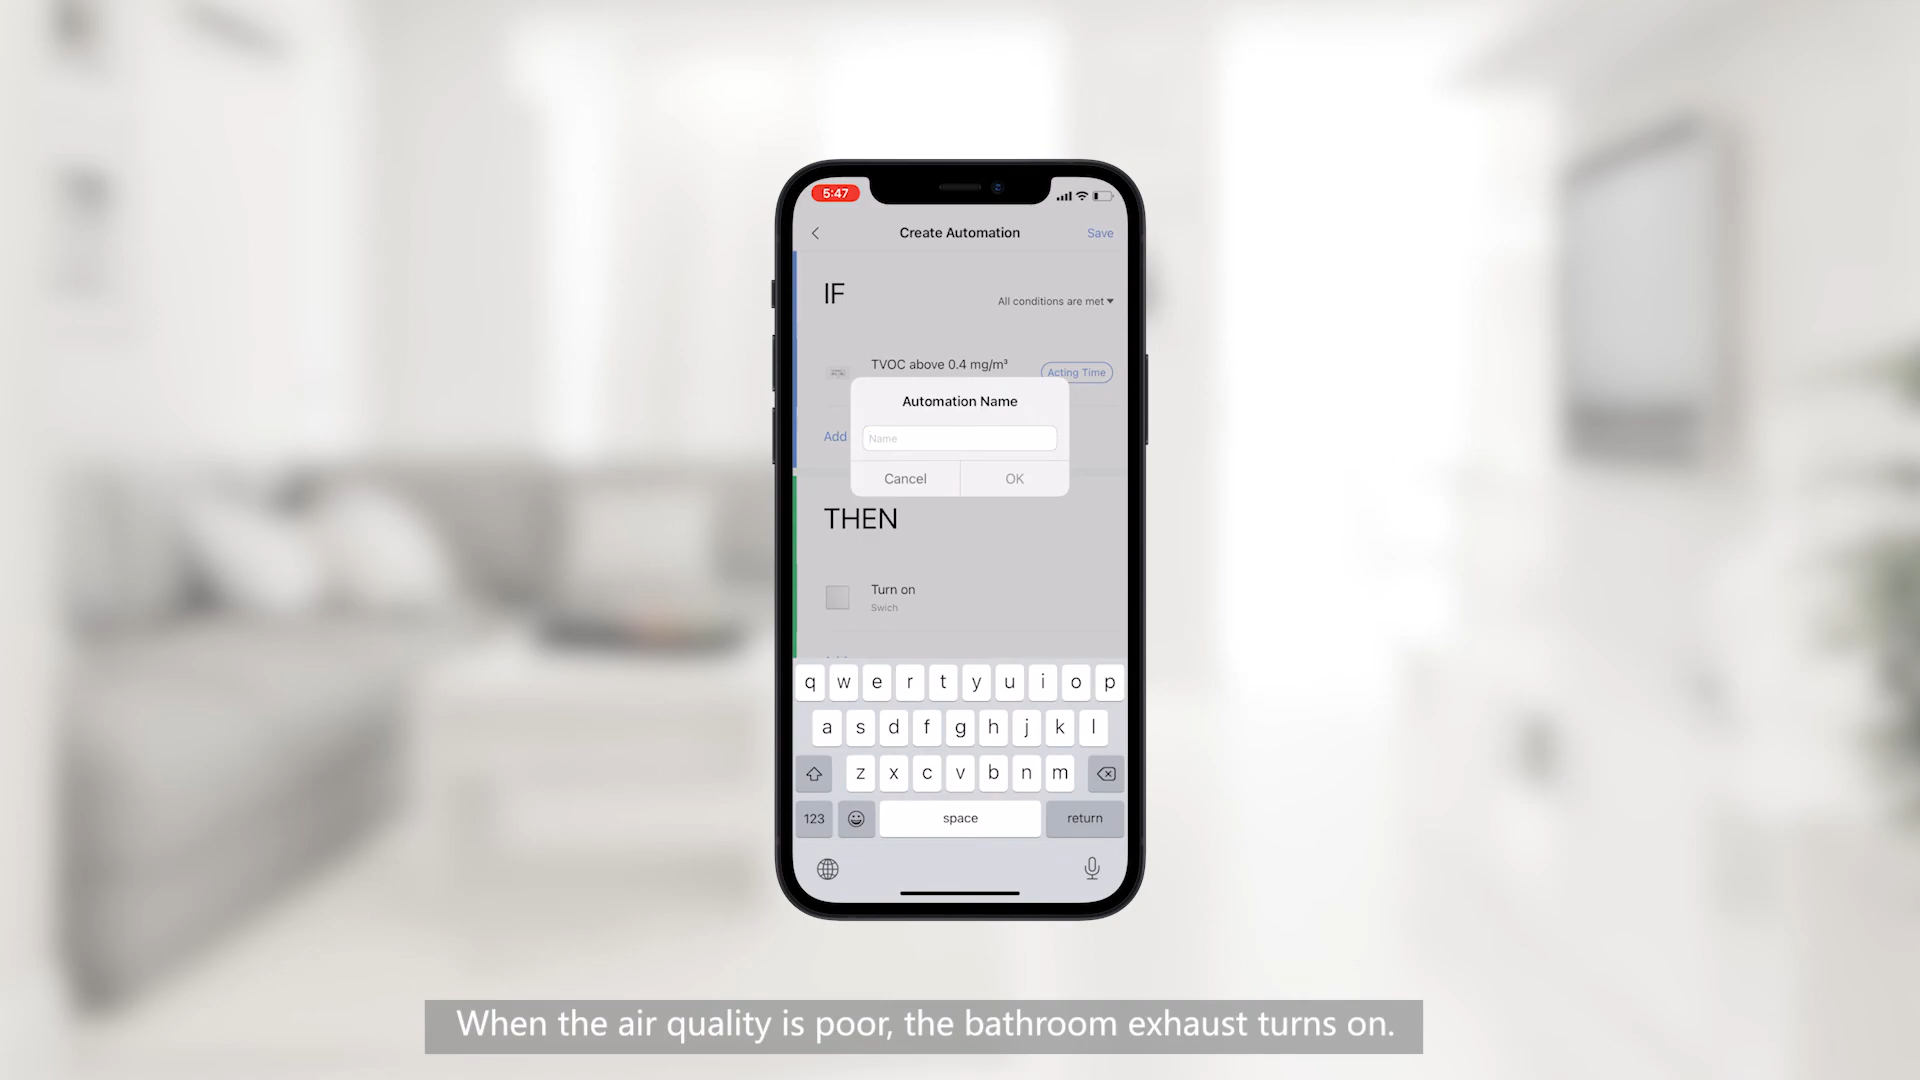 5:47
Create Automation
Save
IF
All conditions are met
TVOC above 0.4 mg/m³
Acting Time
Automation Name
Add
Name
Cancel
OK
THEN
Turn on
Swich
q w e r t y u i o p
a s d f g h j k l
z x c v b n m
123
space
return
When the air quality is poor, the bathroom exhaust turns on.